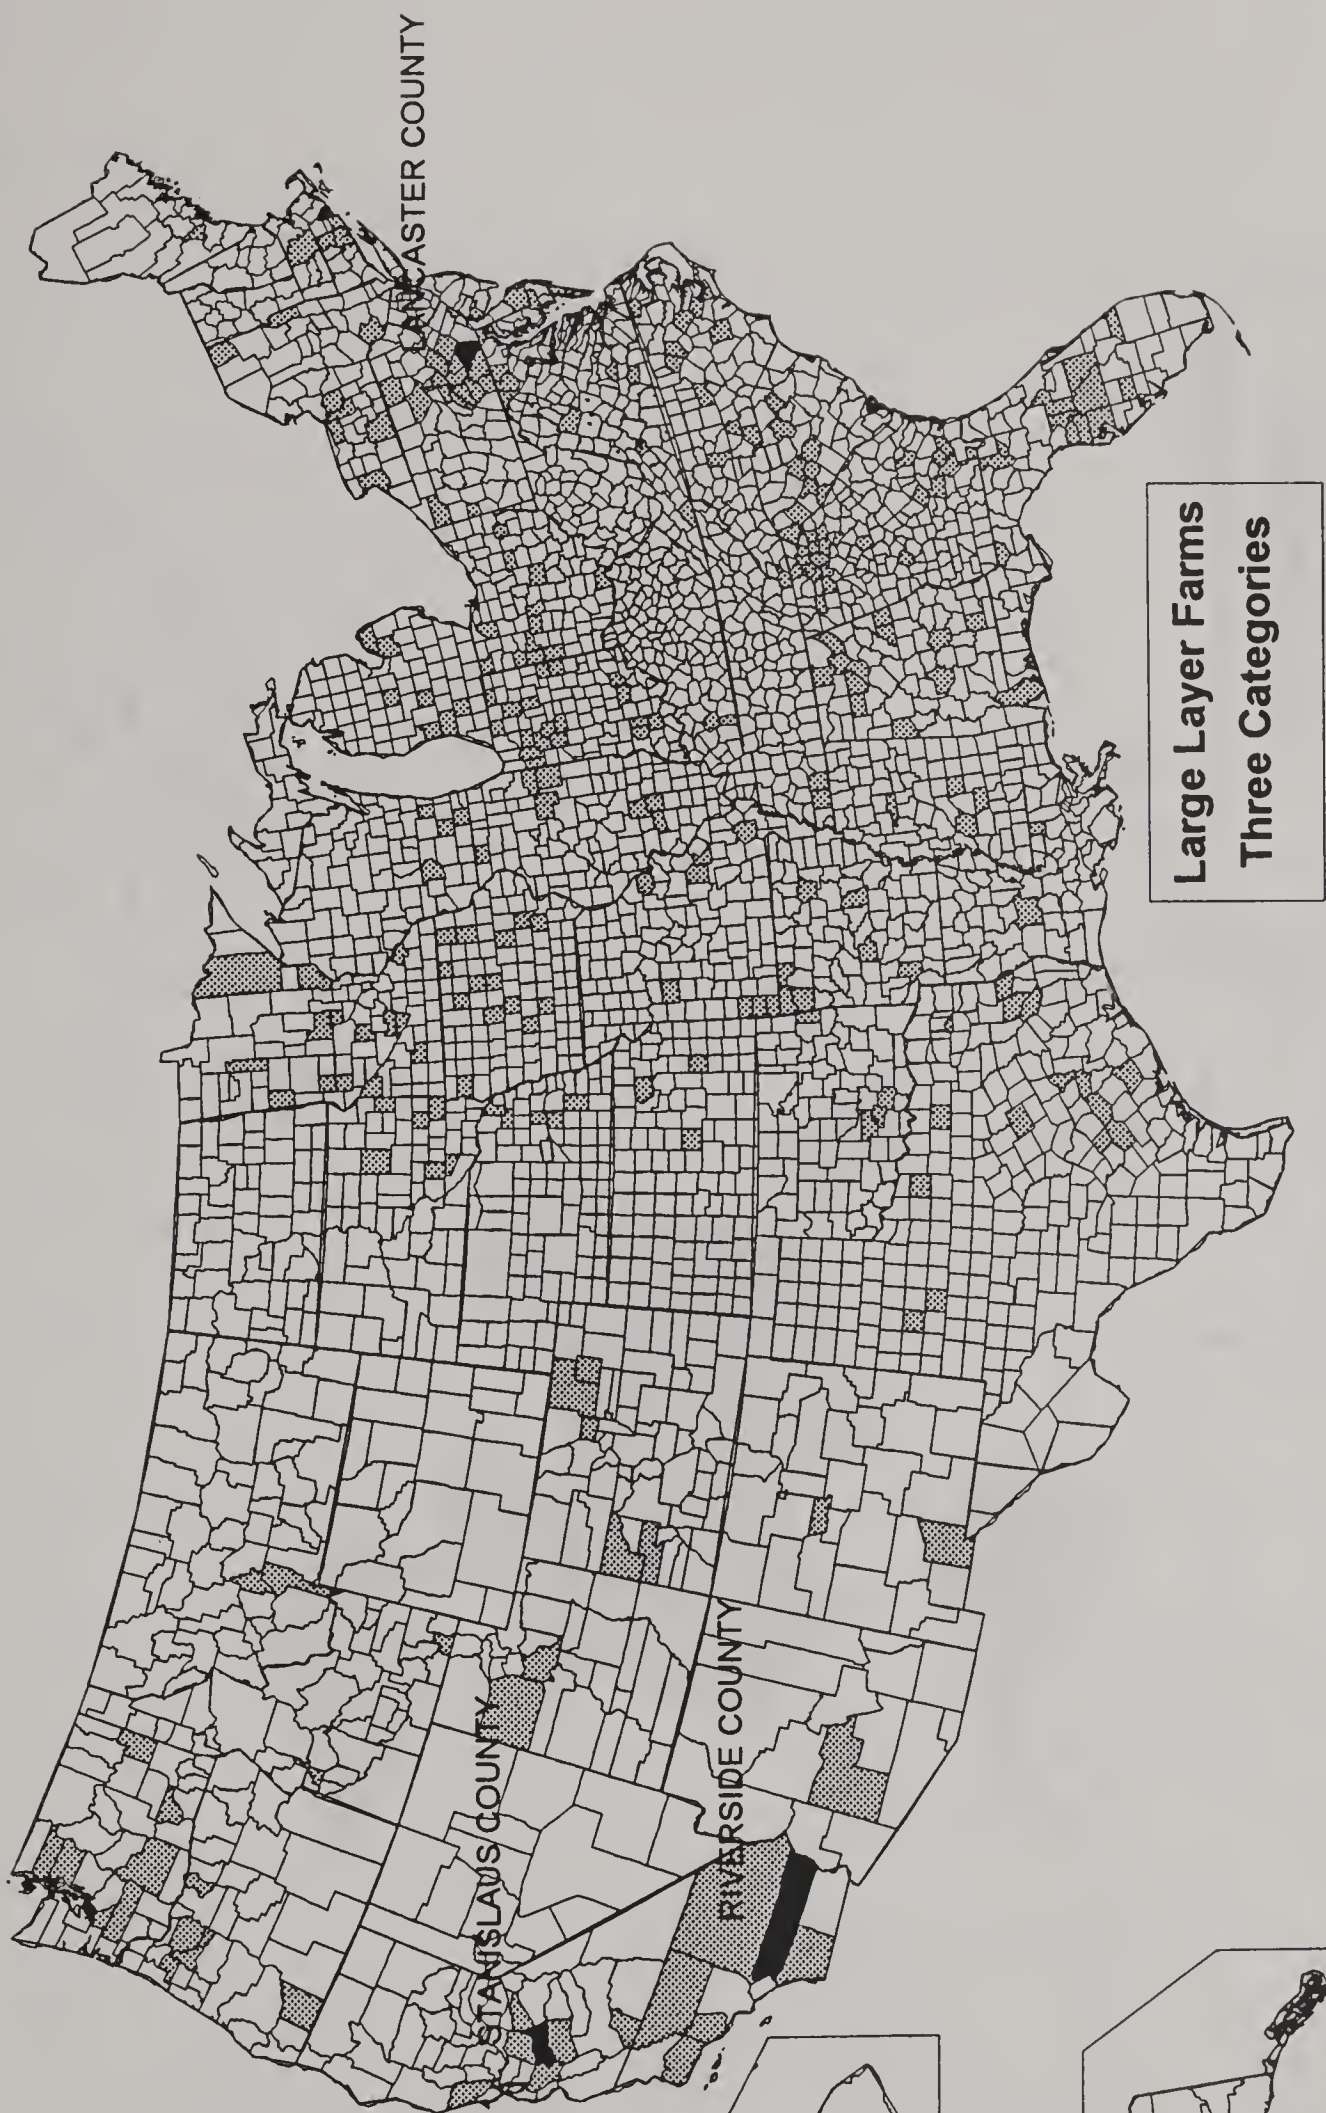 LANCASTER COUNTY
STANISLAUS COUNTY
RIVERSIDE COUNTY
Large Layer Farms
Three Categories